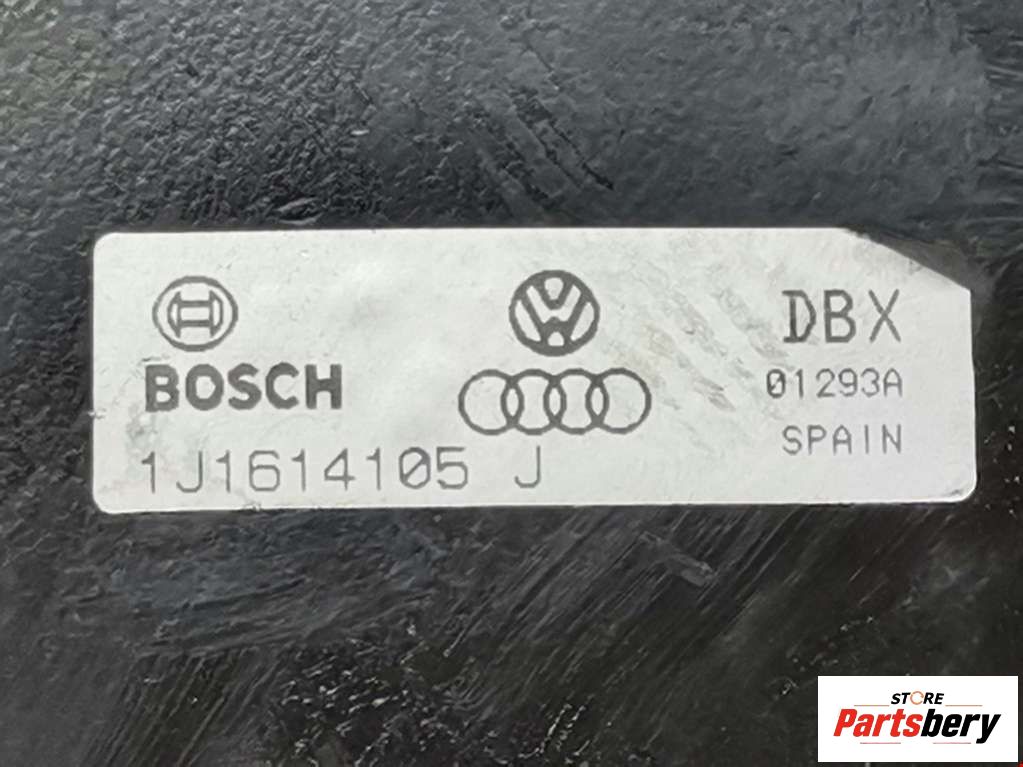 BOSCH
1J1614105 J
DBX
01293A
SPAIN
STORE
Partsbery